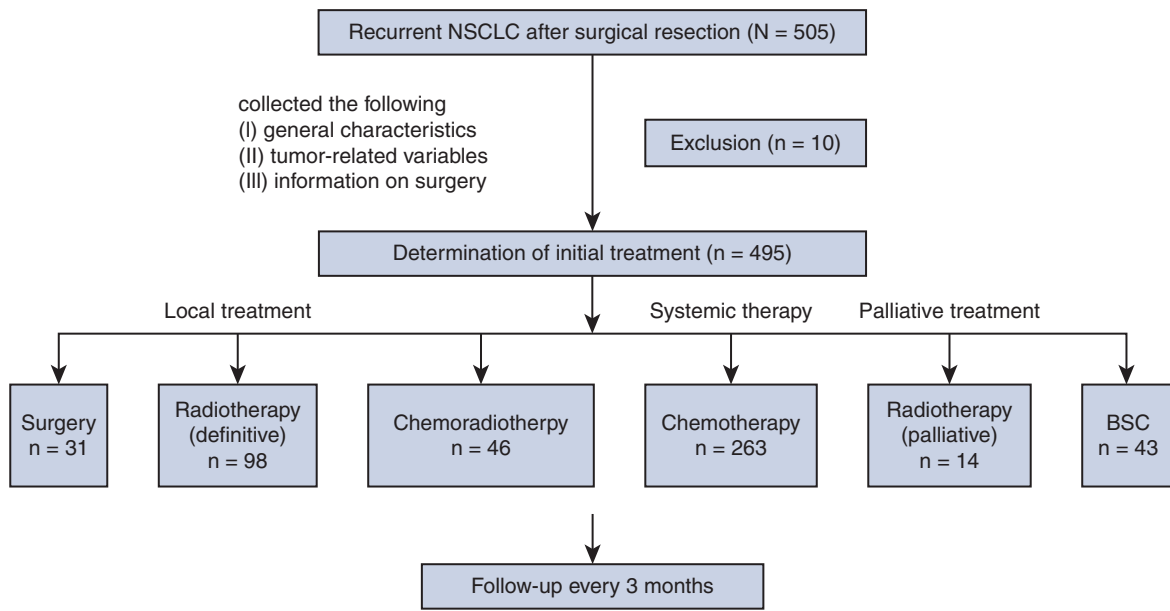 Recurrent NSCLC after surgical resection (N = 505)
collected the following
(I) general characteristics
(II) tumor-related variables
(III) information on surgery
Exclusion (n = 10)
Determination of initial treatment (n = 495)
Local treatment
Systemic therapy
Palliative treatment
Surgery
n = 31
Radiotherapy
(definitive)
n = 98
Chemoradiotherpy
n = 46
Chemotherapy
n = 263
Radiotherapy
(palliative)
n = 14
BSC
n = 43
Follow-up every 3 months